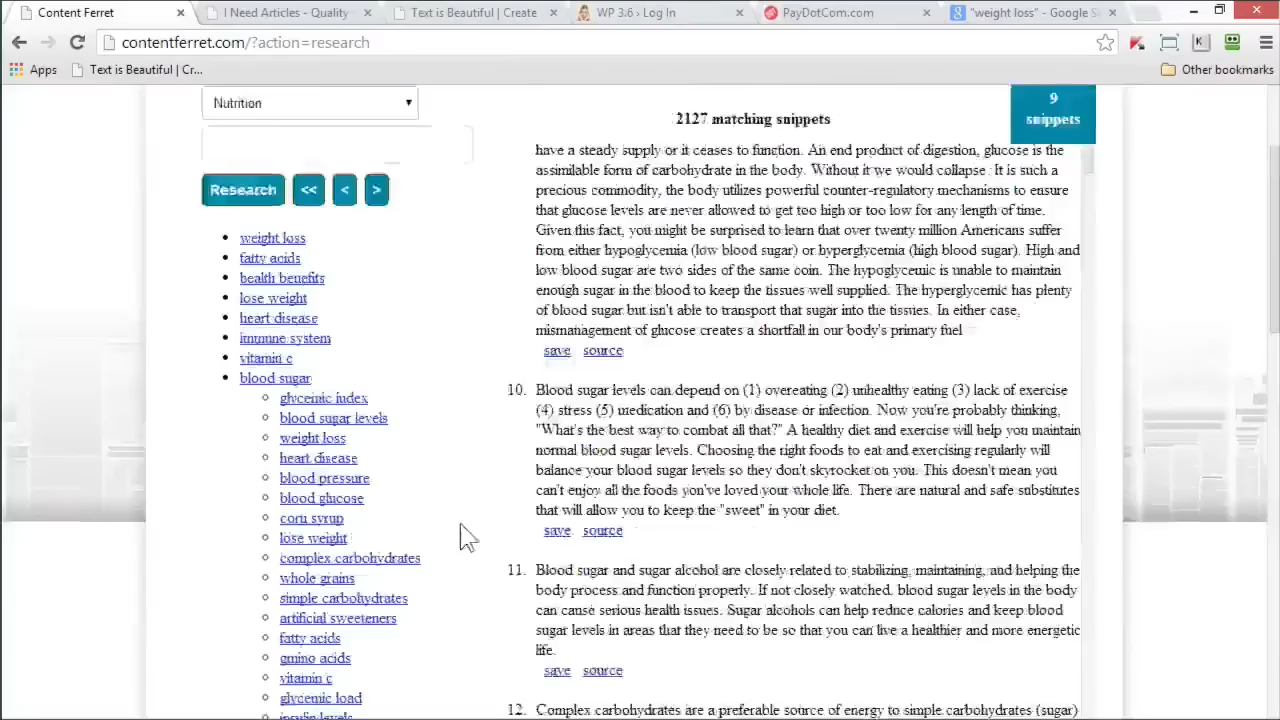 Content Ferret
I Need Articles - Quality
Text is Beautiful | Create
WP 3.6 › Log In
PayDotCom.com
"weight loss" - Google S
contentferret.com/?action=research
Apps
Text is Beautiful | Cr...
Other bookmarks
Nutrition
Research
<<
<
>
weight loss
fatty acids
health benefits
lose weight
heart disease
immune system
vitamin c
blood sugar
glycemic index
blood sugar levels
weight loss
heart disease
blood pressure
blood glucose
corn syrup
lose weight
complex carbohydrates
whole grains
simple carbohydrates
artificial sweeteners
fatty acids
amino acids
vitamin c
glycemic load
insulin levels
2127 matching snippets
9
snippets
have a steady supply or it ceases to function. An end product of digestion, glucose is the
assimilable form of carbohydrate in the body. Without it we would collapse. It is such a
precious commodity, the body utilizes powerful counter-regulatory mechanisms to ensure
that glucose levels are never allowed to get too high or too low for any length of time.
Given this fact, you might be surprised to learn that over twenty million Americans suffer
from either hypoglycemia (low blood sugar) or hyperglycemia (high blood sugar). High and
low blood sugar are two sides of the same coin. The hypoglycemic is unable to maintain
enough sugar in the blood to keep the tissues well supplied. The hyperglycemic has plenty
of blood sugar but isn't able to transport that sugar into the tissues. In either case,
mismanagement of glucose creates a shortfall in our body's primary fuel
save source
10. Blood sugar levels can depend on (1) overeating (2) unhealthy eating (3) lack of exercise
(4) stress (5) medication and (6) by disease or infection. Now you're probably thinking,
"What's the best way to combat all that?" A healthy diet and exercise will help you maintain
normal blood sugar levels. Choosing the right foods to eat and exercising regularly will
balance your blood sugar levels so they don't skyrocket on you. This doesn't mean you
can't enjoy all the foods you've loved your whole life. There are natural and safe substitutes
that will allow you to keep the "sweet" in your diet.
save source
11. Blood sugar and sugar alcohol are closely related to stabilizing, maintaining, and helping the
body process and function properly. If not closely watched, blood sugar levels in the body
can cause serious health issues. Sugar alcohols can help reduce calories and keep blood
sugar levels in areas that they need to be so that you can live a healthier and more energetic
life.
save source
12. Complex carbohydrates are a preferable source of energy to simple carbohydrates (sugar)